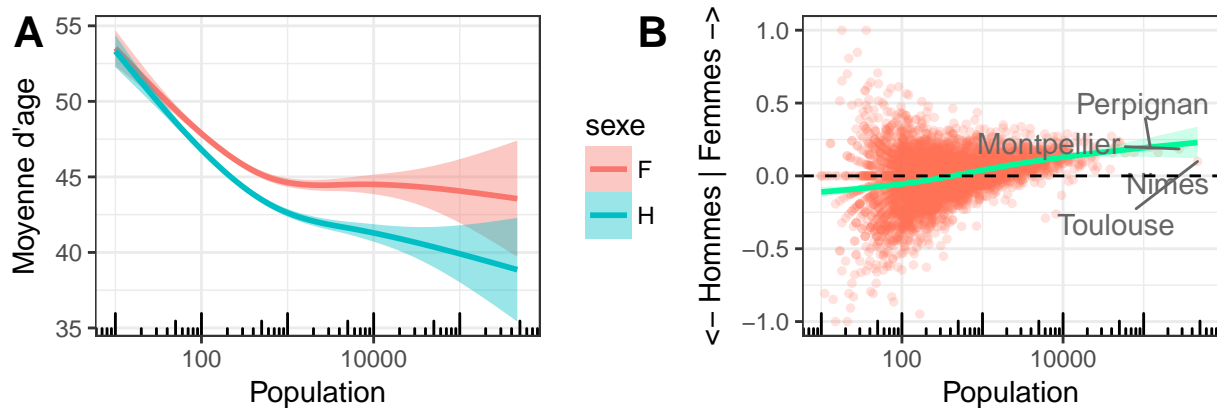 A
Moyenne d'age
55
50
45
40
35
100
10000
Population
sexe
F
H
B
<− Hommes | Femmes −>
1.0
0.5
0.0
−0.5
−1.0
Perpignan
Montpellier
Nimes
Toulouse
100
10000
Population